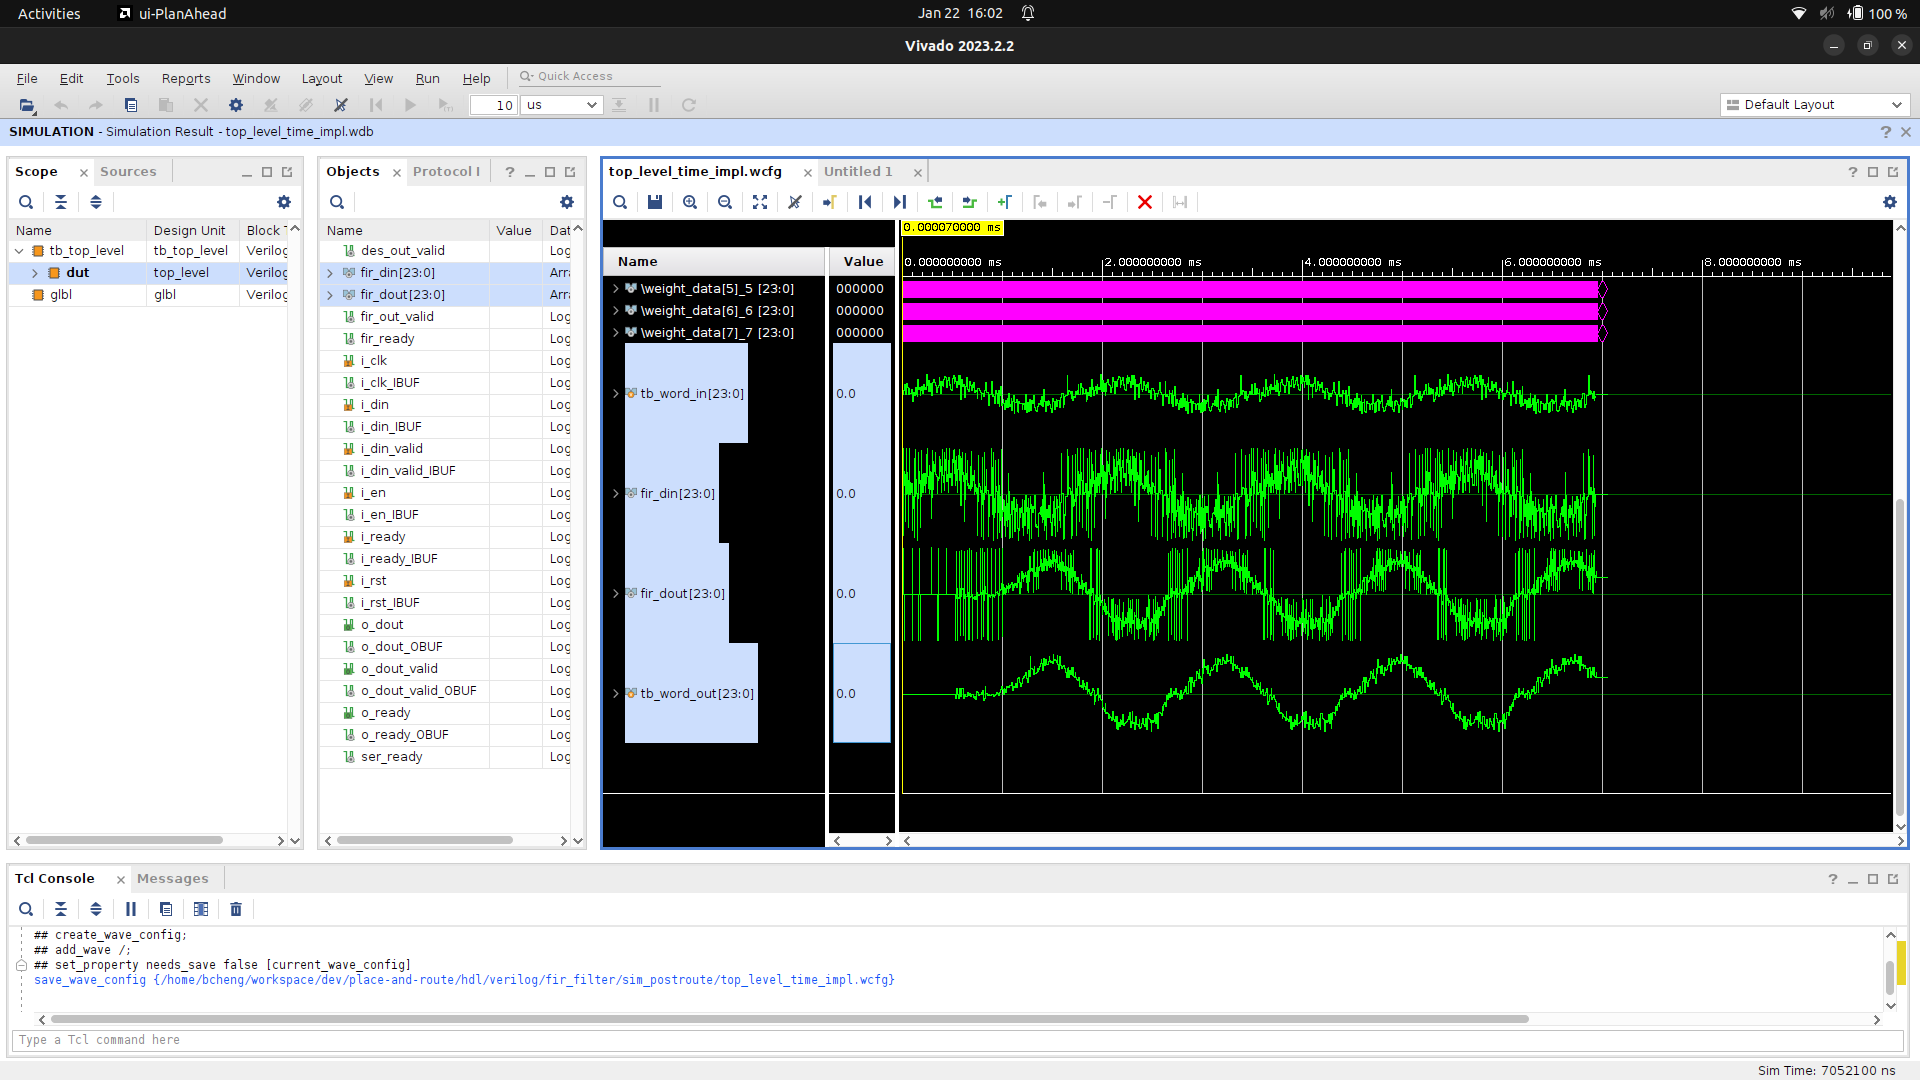 Activities
ui-PlanAhead
Jan 22 16:02
100 %
Vivado 2023.2.2
File Edit Tools Reports Window Layout View Run Help
Quick Access
10 us
Default Layout
SIMULATION - Simulation Result - top_level_time_impl.wdb
Scope
Sources
Name Design Unit Block T
tb_top_level tb_top_level Verilog
dut top_level Verilog
glbl glbl Verilog
Objects
Protocol I
Name Value Dat
des_out_valid Log
fir_din[23:0] Arra
fir_dout[23:0] Arra
fir_out_valid Log
fir_ready Log
i_clk Log
i_clk_IBUF Log
i_din Log
i_din_IBUF Log
i_din_valid Log
i_din_valid_IBUF Log
i_en Log
i_en_IBUF Log
i_ready Log
i_ready_IBUF Log
i_rst Log
i_rst_IBUF Log
o_dout Log
o_dout_OBUF Log
o_dout_valid Log
o_dout_valid_OBUF Log
o_ready Log
o_ready_OBUF Log
ser_ready Log
top_level_time_impl.wcfg
Untitled 1
0.000070000 ms
Name Value
0.000000000 ms 2.000000000 ms 4.000000000 ms 6.000000000 ms 8.000000000 ms
\weight_data[5]_5 [23:0] 000000
\weight_data[6]_6 [23:0] 000000
\weight_data[7]_7 [23:0] 000000
tb_word_in[23:0] 0.0
fir_din[23:0] 0.0
fir_dout[23:0] 0.0
tb_word_out[23:0] 0.0
Tcl Console
Messages
## create_wave_config;
## add_wave /;
## set_property needs_save false [current_wave_config]
save_wave_config {/home/bcheng/workspace/dev/place-and-route/hdl/verilog/fir_filter/sim_postroute/top_level_time_impl.wcfg}
Type a Tcl command here
Sim Time: 7052100 ns